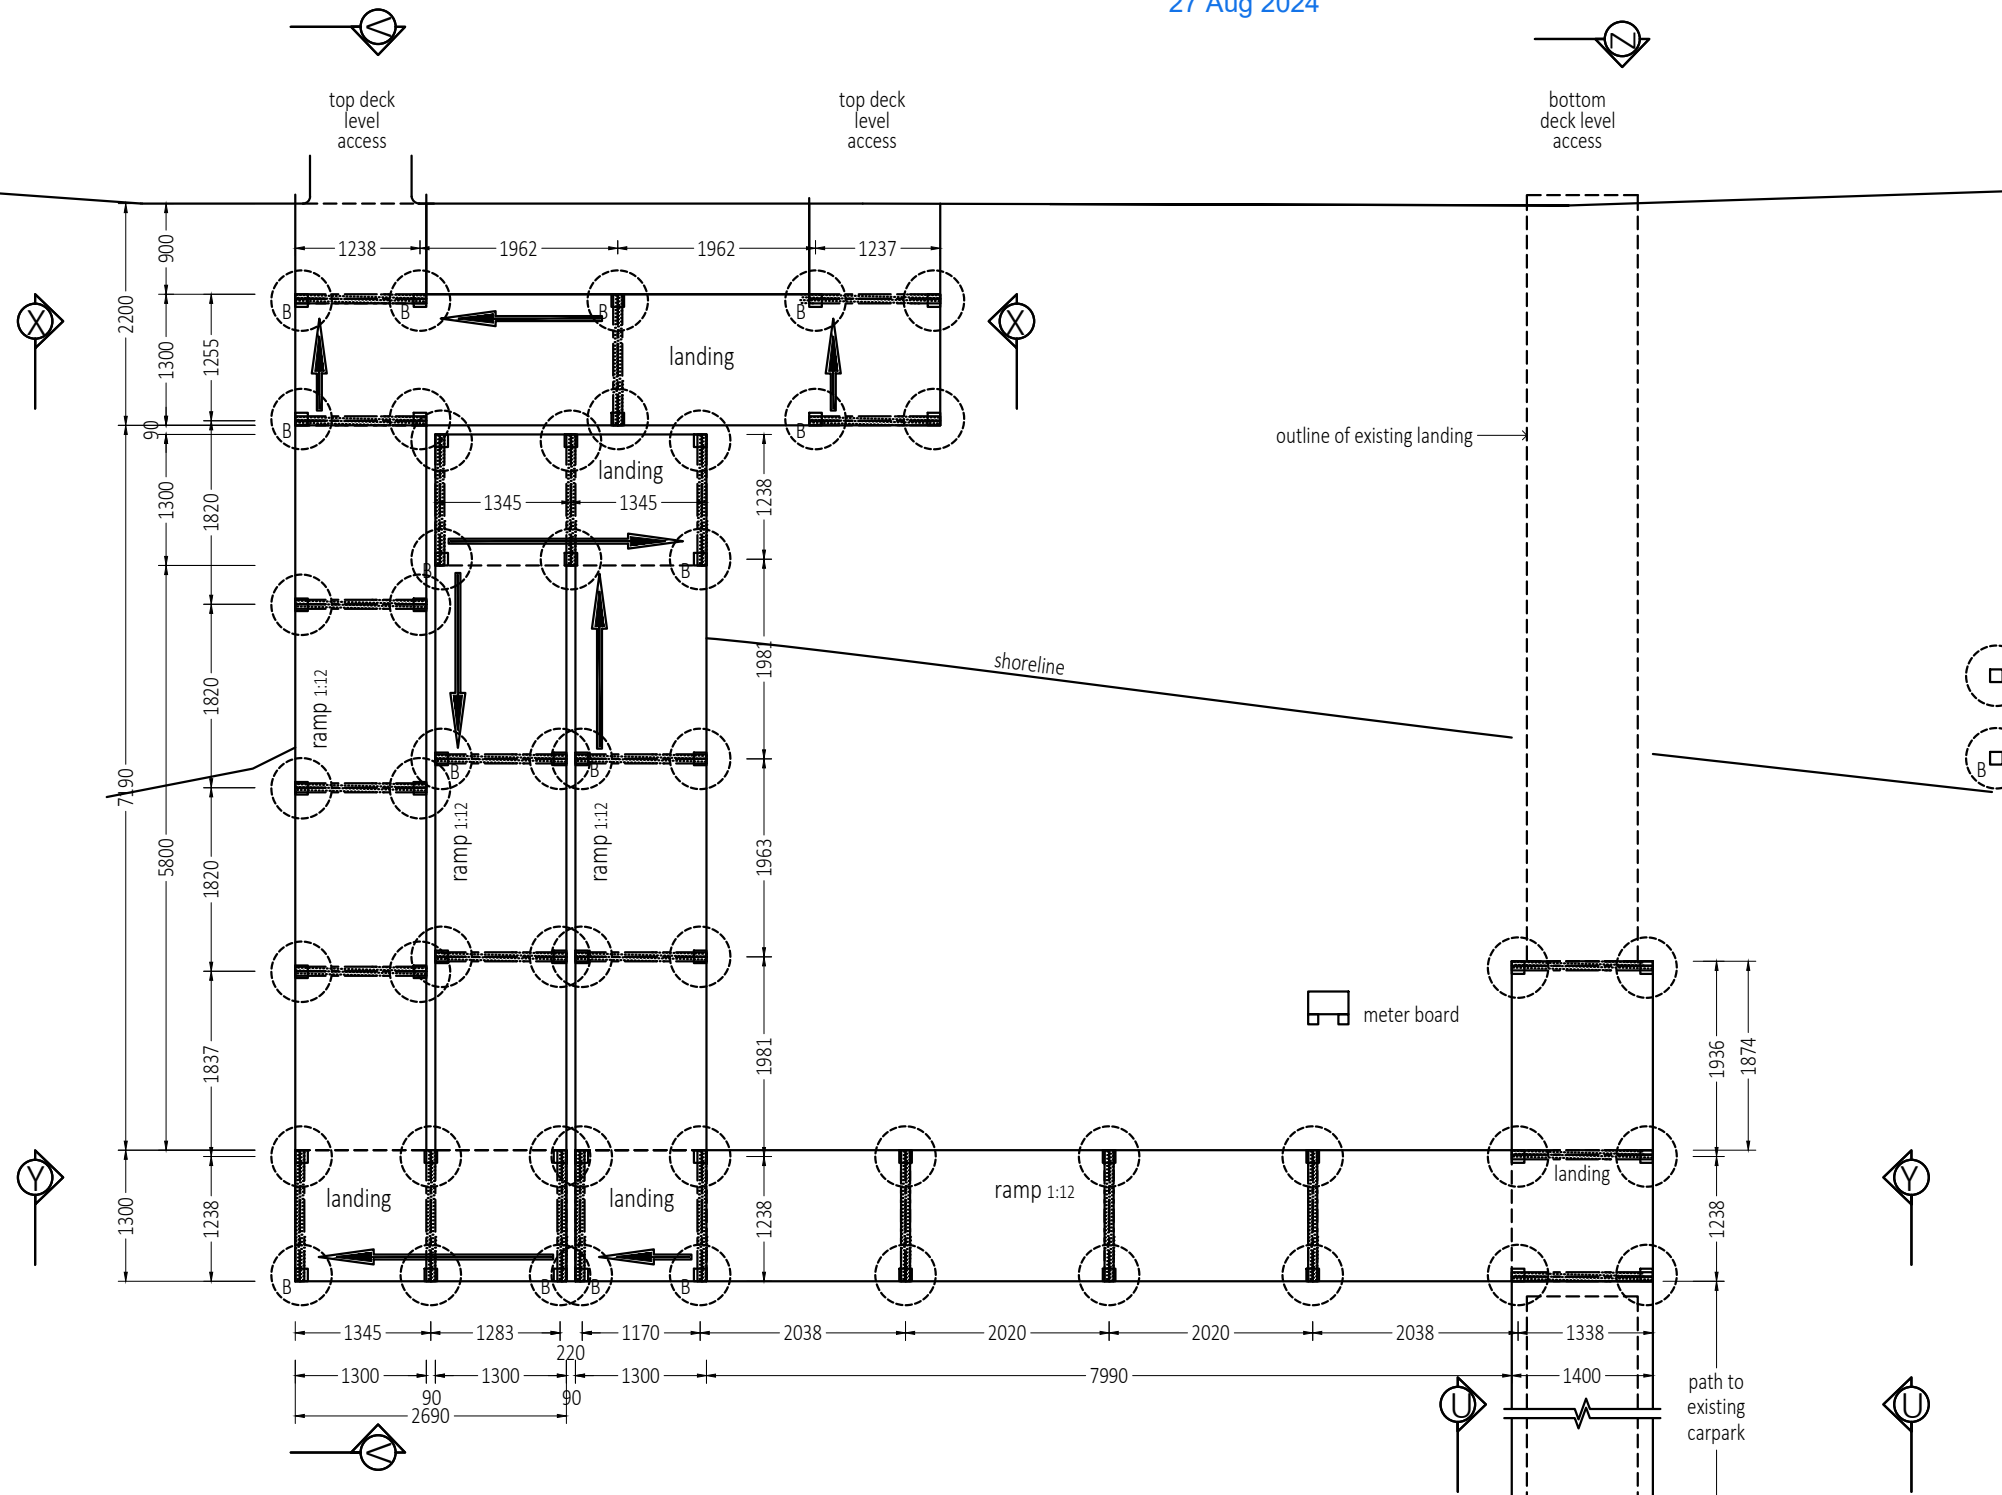 27 Aug 2024
V
N
top deck
level
access
top deck
level
access
bottom
deck level
access
900
1238
1962
1962
1237
2200
B
B
B
B
X
X
1300
1255
landing
90
B
B
outline of existing landing
landing
1300
1820
1345
1345
1238
B
B
1981
shoreline
ramp 1:12
1820
7190
B
B
B
5800
1820
ramp 1:12
ramp 1:12
1963
meter board
1837
1981
1936
1874
Y
Y
landing
1300
1238
landing
landing
1238
ramp 1:12
1238
B
B
B
B
1345
1283
220
1170
2038
2020
2020
2038
1338
1300
90
1300
90
1300
7990
1400
2690
path to
existing
carpark
U
U
V